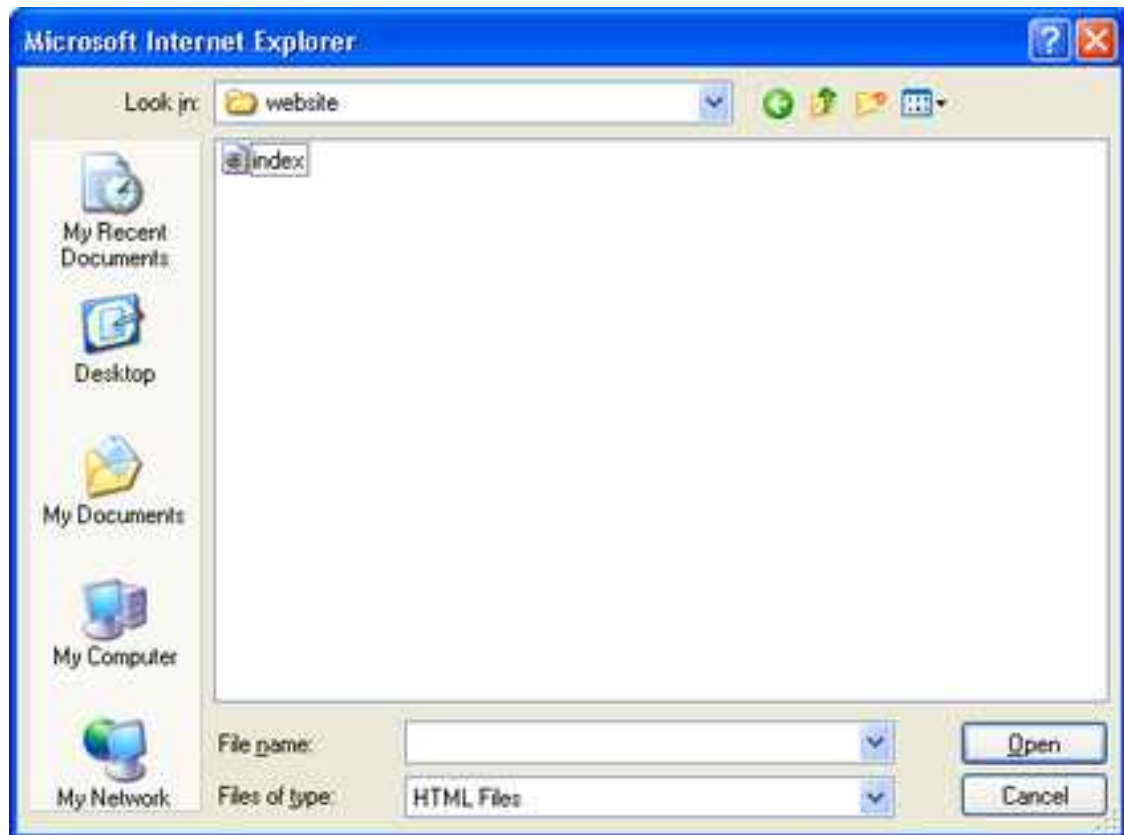 Microsoft Internet Explorer
Look in: website
index
My Recent
Documents
Desktop
My Documents
My Computer
My Network
File name:
Open
Files of type: HTML Files
Cancel